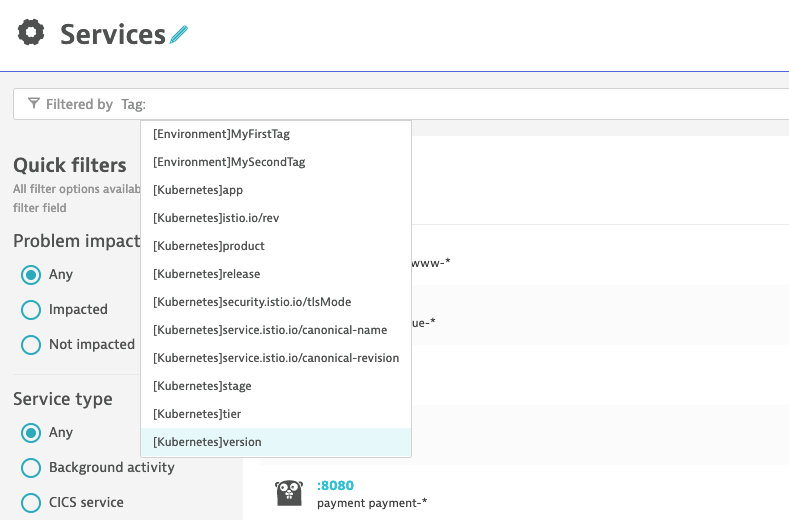 Services
Filtered by Tag:
[Environment]MyFirstTag
[Environment]MySecondTag
[Kubernetes]app
[Kubernetes]istio.io/rev
[Kubernetes]product
[Kubernetes]release
[Kubernetes]security.istio.io/tlsMode
[Kubernetes]service.istio.io/canonical-name
[Kubernetes]service.istio.io/canonical-revision
[Kubernetes]stage
[Kubernetes]tier
[Kubernetes]version
Quick filters
All filter options availab
filter field
Problem impact
Any
Impacted
Not impacted
Service type
Any
Background activity
CICS service
www-*
ue-*
:8080
payment payment-*